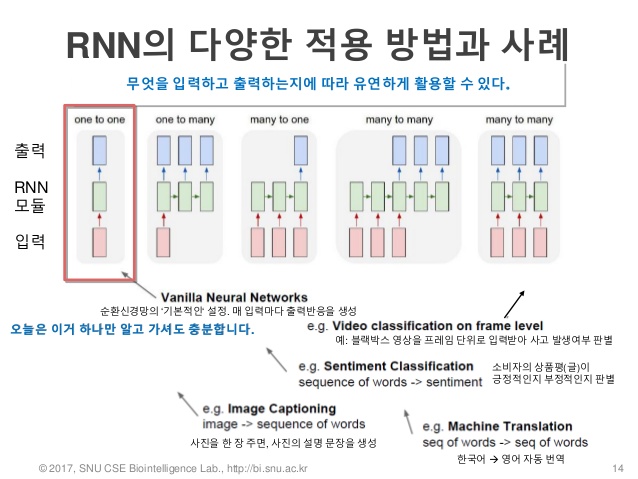 RNN의 다양한 적용 방법과 사례
무엇을 입력하고 출력하는지에 따라 유연하게 활용할 수 있다.
one to one
one to many
many to one
many to many
many to many
출력
RNN
모듈
입력
Vanilla Neural Networks
순환신경망의 '기본적인' 설정. 매 입력마다 출력반응을 생성
오늘은 이거 하나만 알고 가셔도 충분합니다.
e.g. Video classification on frame level
예: 블랙박스 영상을 프레임 단위로 입력받아 사고 발생여부 판별
e.g. Sentiment Classification
sequence of words -> sentiment
소비자의 상품평(글)이
긍정적인지 부정적인지 판별
e.g. Image Captioning
image -> sequence of words
사진을 한 장 주면, 사진의 설명 문장을 생성
e.g. Machine Translation
seq of words -> seq of words
한국어 → 영어 자동 번역
© 2017, SNU CSE Biointelligence Lab., http://bi.snu.ac.kr
14